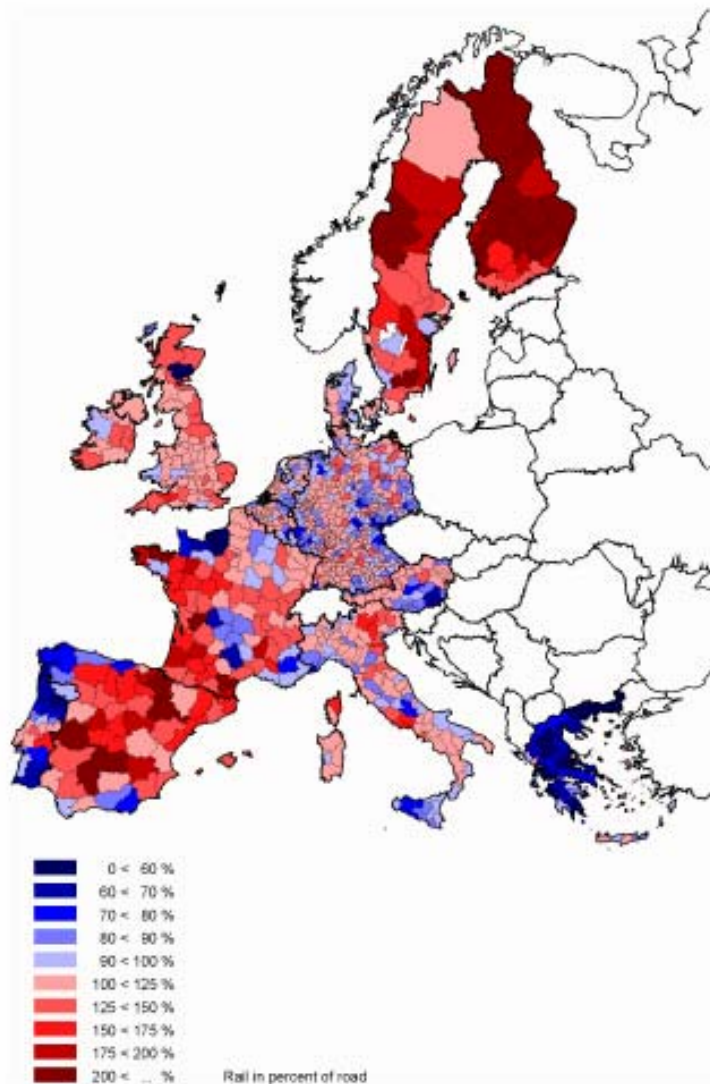 0 < 60 %
60 < 70 %
70 < 80 %
80 < 90 %
90 < 100 %
100 < 125 %
125 < 150 %
150 < 175 %
175 < 200 %
200 < .. % Rail in percent of road